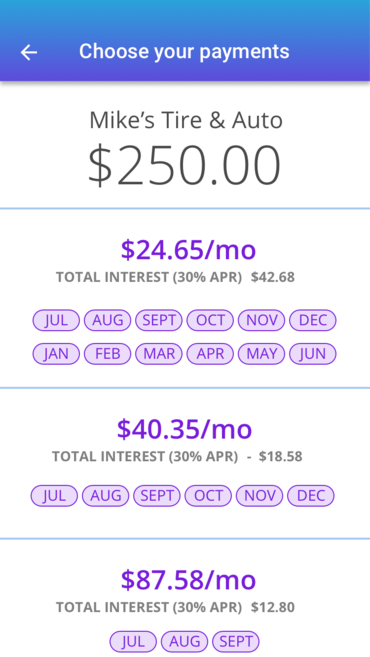 Choose your payments
Mike's Tire & Auto
$250.00
$24.65/mo
TOTAL INTEREST (30% APR) $42.68
JUL AUG SEPT OCT NOV DEC
JAN FEB MAR APR MAY JUN
$40.35/mo
TOTAL INTEREST (30% APR) - $18.58
JUL AUG SEPT OCT NOV DEC
$87.58/mo
TOTAL INTEREST (30% APR) $12.80
JUL AUG SEPT